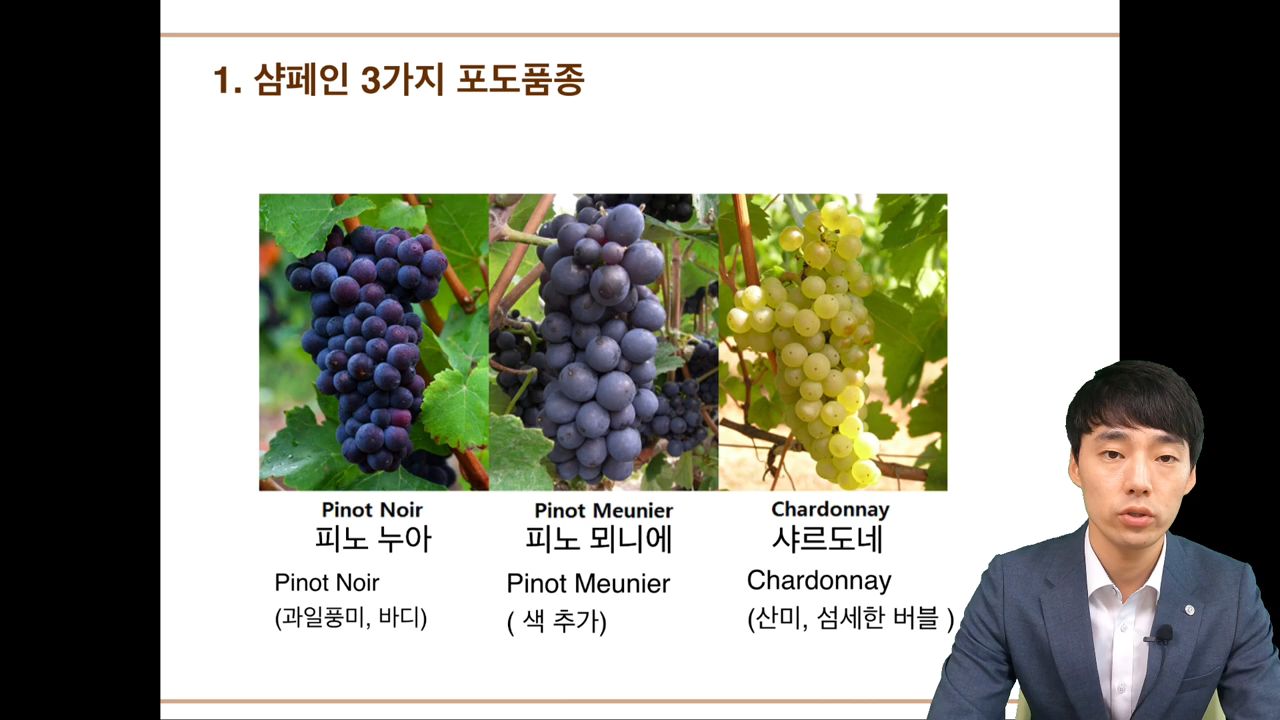 1. 샴페인 3가지 포도품종
Pinot Noir
피노 누아
Pinot Noir
(과일풍미, 바디)
Pinot Meunier
피노 뫼니에
Pinot Meunier
( 색 추가)
Chardonnay
샤르도네
Chardonnay
(산미, 섬세한 버블 )